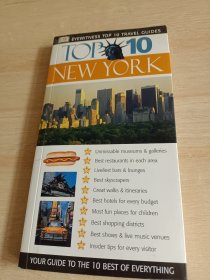 DK EYEWITNESS TOP 10 TRAVEL GUIDES
TOP 10
NEW YORK
Unmissable museums & galleries
Best restaurants in each area
Liveliest bars & lounges
Best skyscrapers
Great walks & itineraries
Best hotels for every budget
Most fun places for children
Best shopping districts
Best shows & live music venues
Insider tips for every visitor
YOUR GUIDE TO THE 10 BEST OF EVERYTHING